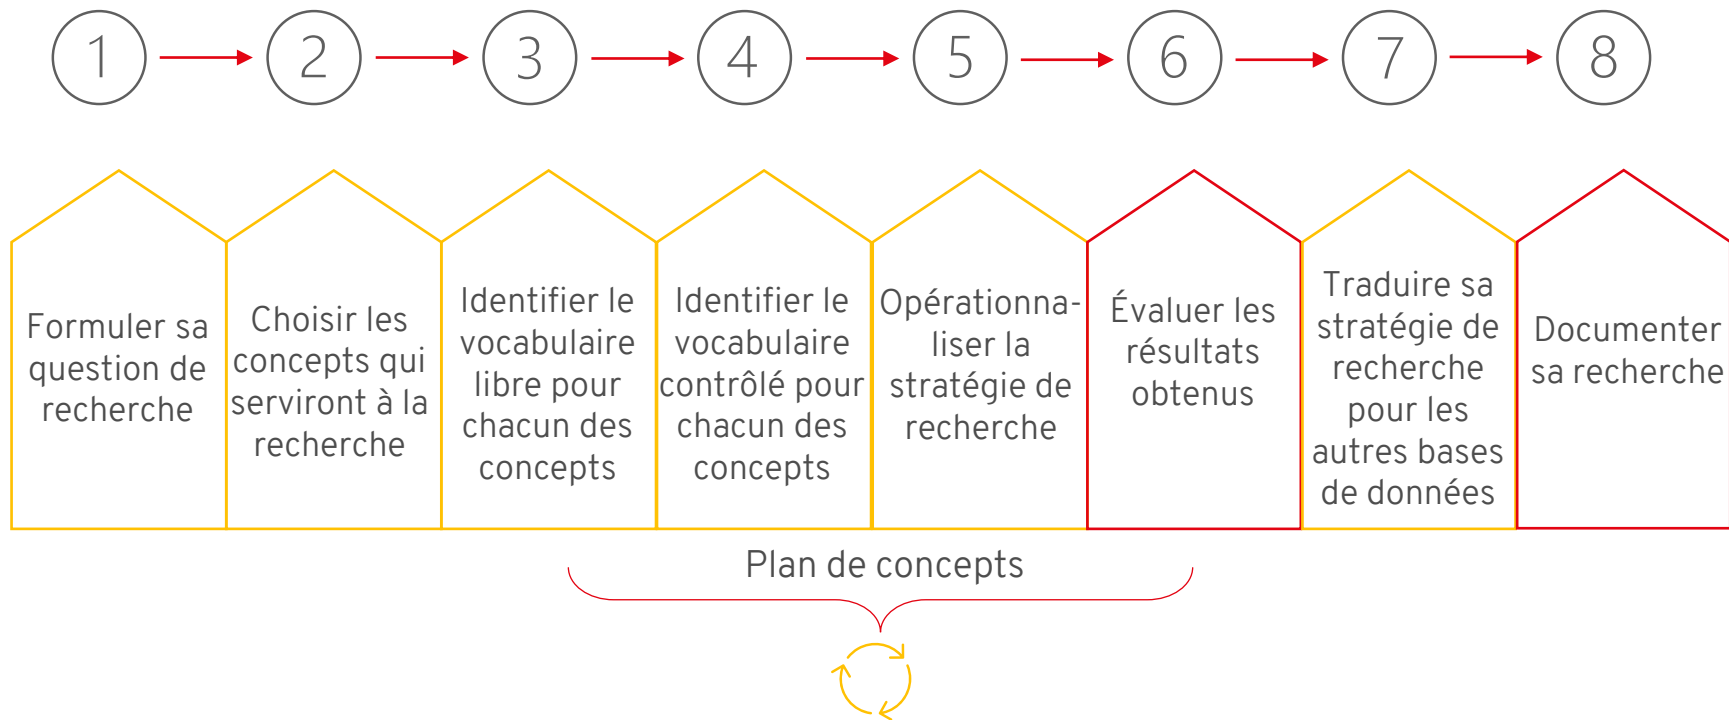 1
2
3
4
5
6
7
8
Formuler sa
question de
recherche
Choisir les
concepts qui
serviront à la
recherche
Identifier le
vocabulaire
libre pour
chacun des
concepts
Identifier le
vocabulaire
contrôlé pour
chacun des
concepts
Opérationna-
liser la
stratégie de
recherche
Évaluer les
résultats
obtenus
Traduire sa
stratégie de
recherche
pour les
autres bases
de données
Documenter
sa recherche
Plan de concepts